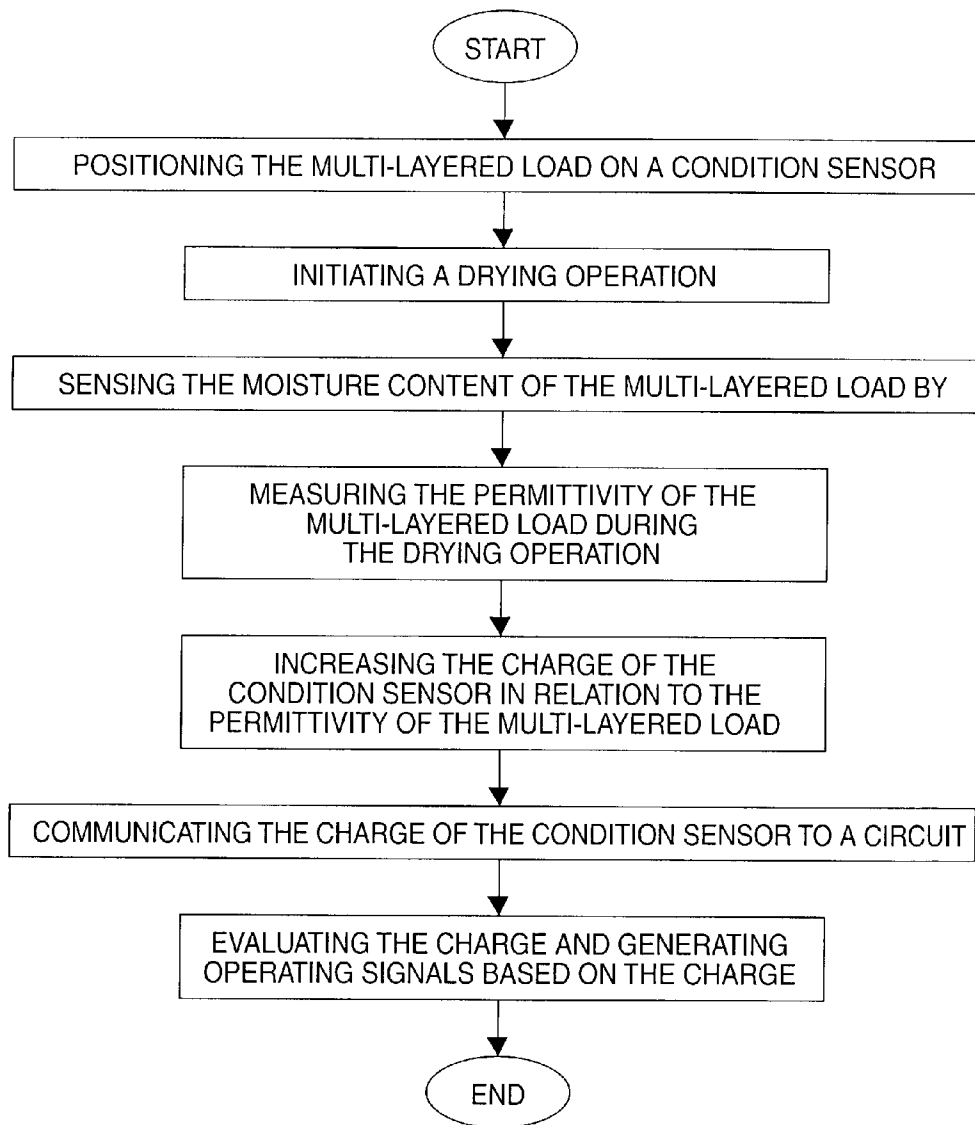 START
POSITIONING THE MULTI-LAYERED LOAD ON A CONDITION SENSOR
INITIATING A DRYING OPERATION
SENSING THE MOISTURE CONTENT OF THE MULTI-LAYERED LOAD BY
MEASURING THE PERMITTIVITY OF THE
MULTI-LAYERED LOAD DURING
THE DRYING OPERATION
INCREASING THE CHARGE OF THE
CONDITION SENSOR IN RELATION TO THE
PERMITTIVITY OF THE MULTI-LAYERED LOAD
COMMUNICATING THE CHARGE OF THE CONDITION SENSOR TO A CIRCUIT
EVALUATING THE CHARGE AND GENERATING
OPERATING SIGNALS BASED ON THE CHARGE
END